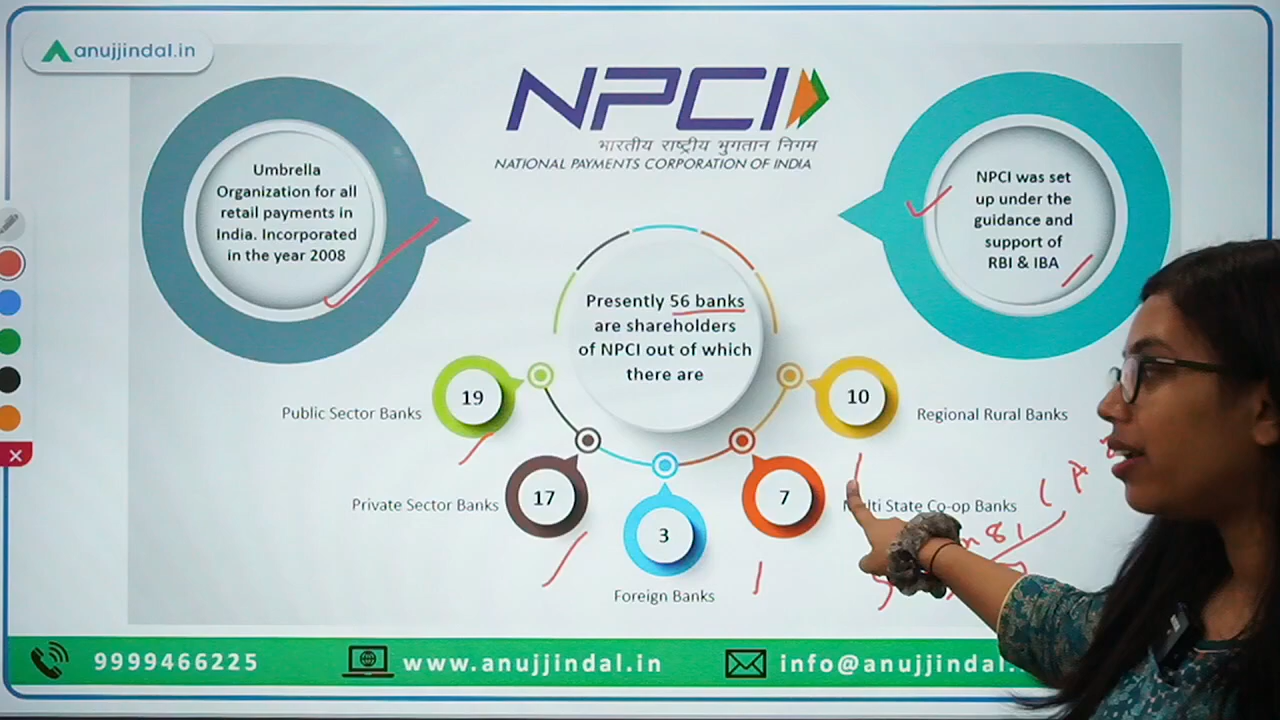 anujjindal.in
NPCI
भारतीय राष्ट्रीय भुगतान निगम
NATIONAL PAYMENTS CORPORATION OF INDIA
Umbrella
Organization for all
retail payments in
India. Incorporated
in the year 2008
NPCI was set
up under the
guidance and
support of
RBI & IBA
Presently 56 banks
are shareholders
of NPCI out of which
there are
19
Public Sector Banks
17
Private Sector Banks
3
Foreign Banks
7
Multi State Co-op Banks
10
Regional Rural Banks
9999466225
www.anujjindal.in
info@anujjindal.